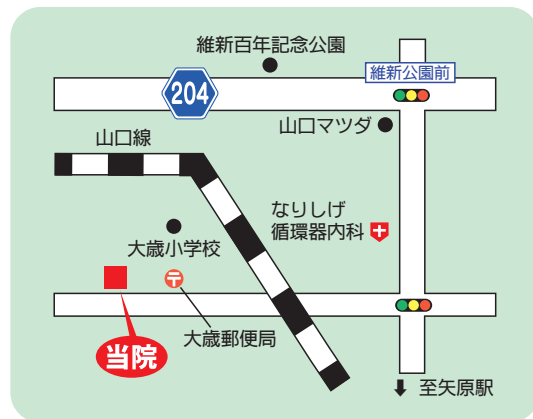 維新百年記念公園
維新公園前
204
山口マツダ
山口線
なりしげ
循環器内科
大歳小学校
〒
大歳郵便局
当院
至矢原駅